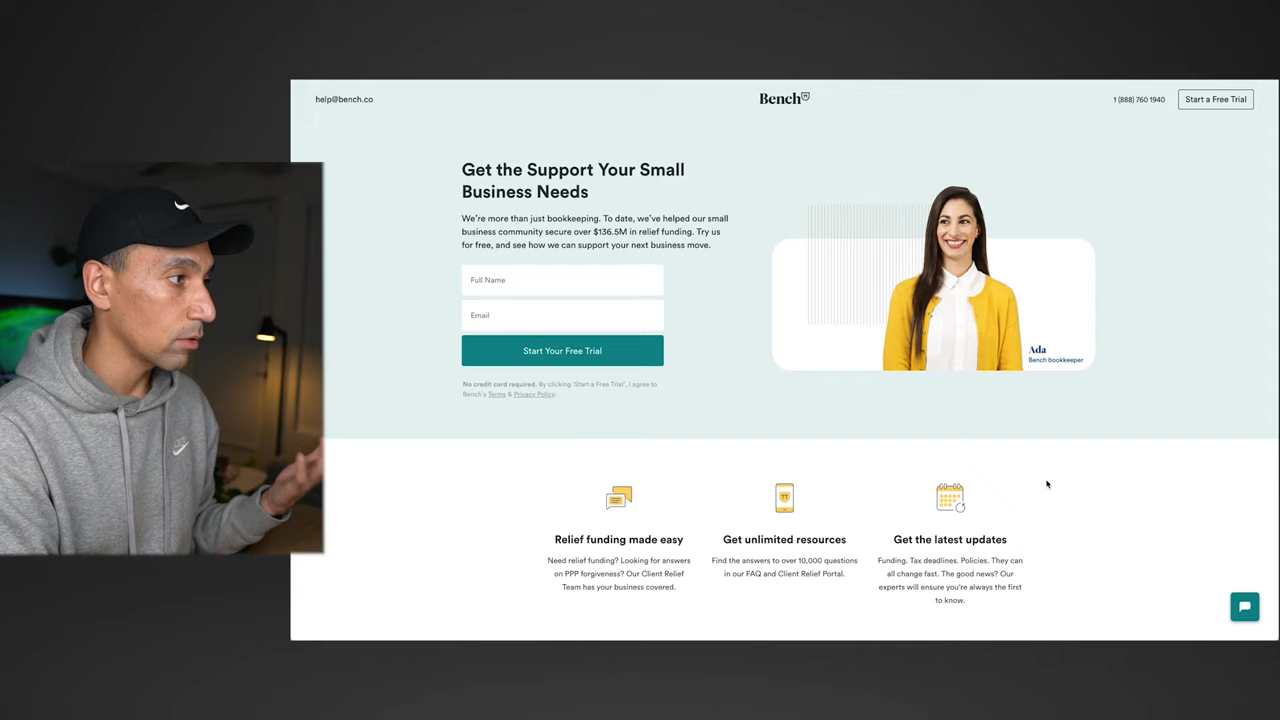 help@bench.co
Bench
1 (888) 760 1940
Start a Free Trial
Get the Support Your Small
Business Needs
We're more than just bookkeeping. To date, we've helped our small
business community secure over $136.5M in relief funding. Try us
for free, and see how we can support your next business move.
Full Name
Email
Start Your Free Trial
No credit card required. By clicking 'Start a Free Trial', I agree to
Bench's Terms & Privacy Policy.
Ada
Bench bookkeeper
Relief funding made easy
Need relief funding? Looking for answers
on PPP forgiveness? Our Client Relief
Team has your business covered.
Get unlimited resources
Find the answers to over 10,000 questions
in our FAQ and Client Relief Portal.
Get the latest updates
Funding. Tax deadlines. Policies. They can
all change fast. The good news? Our
experts will ensure you're always the first
to know.